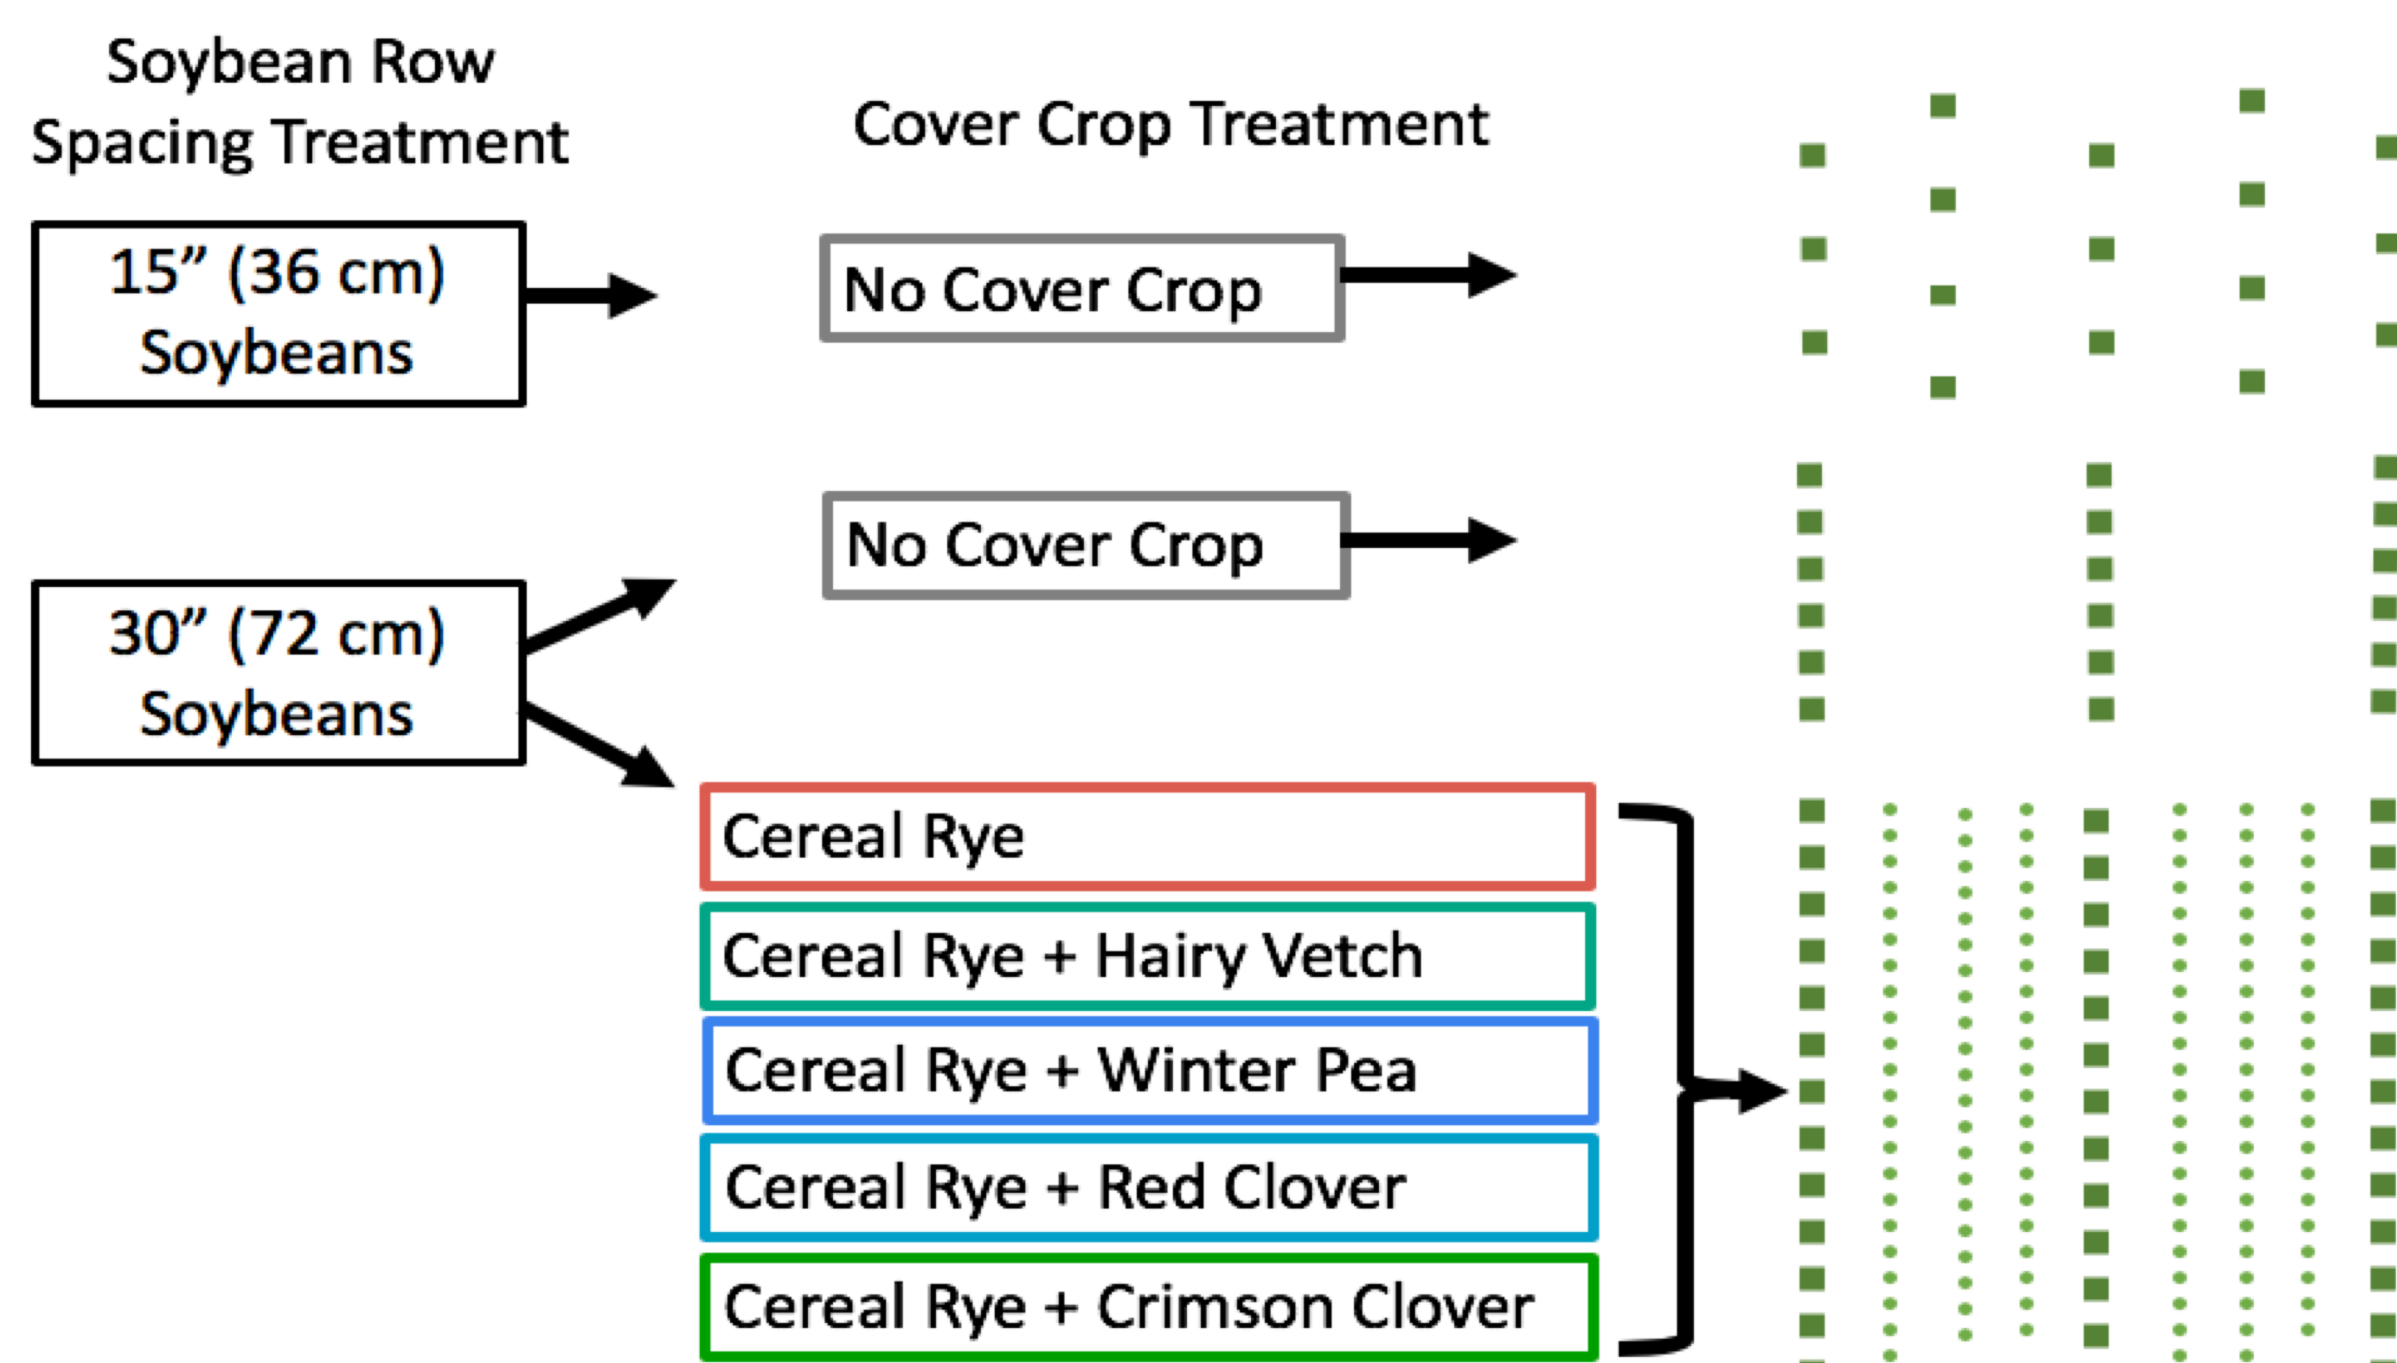 Soybean Row
Spacing Treatment
Cover Crop Treatment
15” (36 cm)
Soybeans
No Cover Crop
30” (72 cm)
Soybeans
No Cover Crop
Cereal Rye
Cereal Rye + Hairy Vetch
Cereal Rye + Winter Pea
Cereal Rye + Red Clover
Cereal Rye + Crimson Clover